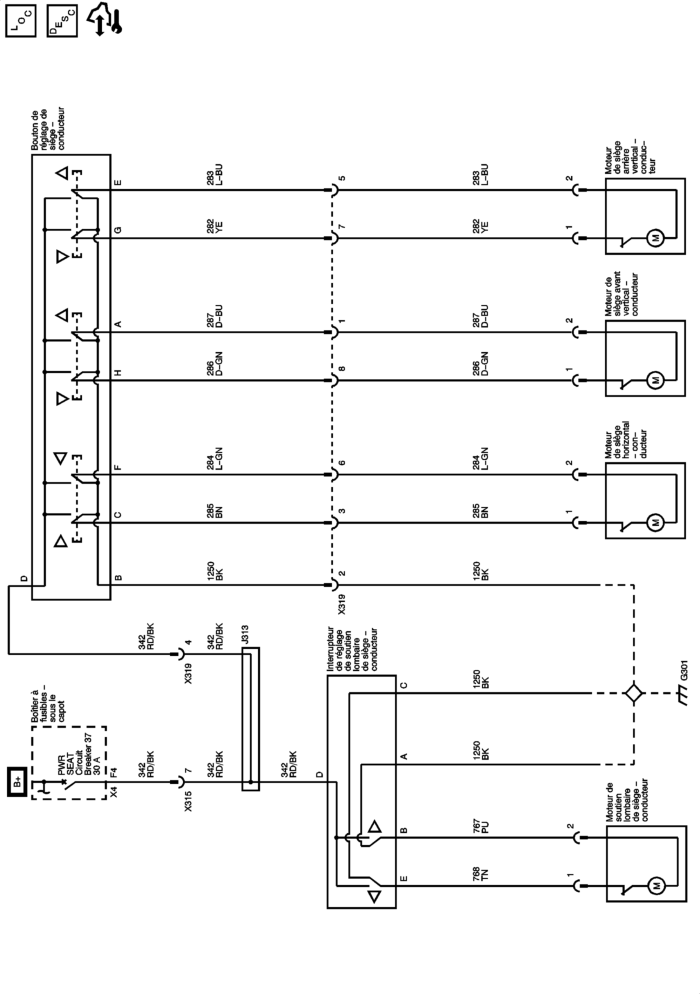 LOC
DESC
B+
Boîtier à
fusibles –
sous le
capot
PWR
SEAT
Circuit
Breaker 37
30 A
X4
F4
342
RD/BK
X315
7
342
RD/BK
J313
342
RD/BK
342
RD/BK
X319
4
342
RD/BK
D
Bouton de
réglage de
siège –
conducteur
B
C
F
H
A
G
E
1250
BK
285
BN
284
L–GN
286
D–GN
287
D–BU
282
YE
283
L–BU
X319
2
3
6
8
1
7
5
1250
BK
285
BN
284
L–GN
286
D–GN
287
D–BU
282
YE
283
L–BU
1
2
1
2
1
2
M
Moteur
de siège
horizontal
– con-
ducteur
M
Moteur de
siège avant
vertical –
conducteur
M
Moteur
de siège
arrière
vertical –
conduc-
teur
Interrupteur
de réglage
de soutien
lombaire
de siège –
conducteur
D
E
B
A
C
768
TN
767
PU
1250
BK
1250
BK
1
2
M
Moteur de
soutien
lombaire
de siège –
conducteur
G301